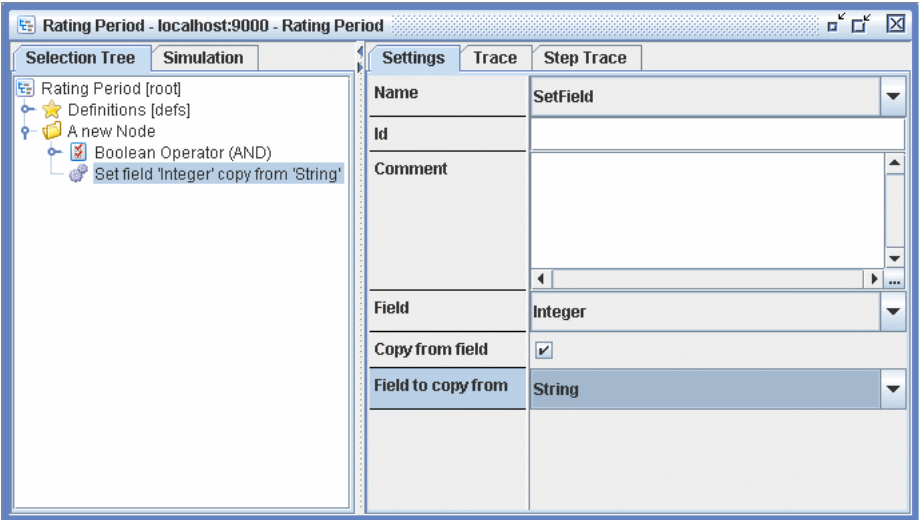 Rating Period - localhost:9000 - Rating Period
Selection Tree Simulation
Rating Period [root]
Definitions [defs]
A new Node
Boolean Operator (AND)
Set field 'Integer' copy from 'String'
Settings Trace Step Trace
Name SetField
Id
Comment
...
Field Integer
Copy from field
Field to copy from String